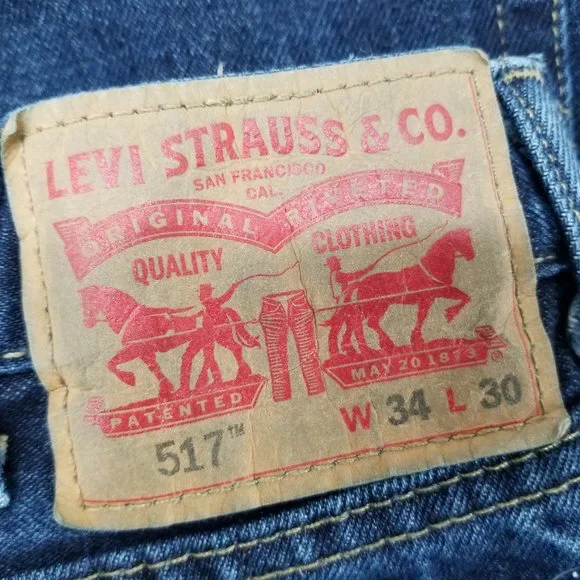 LEVI STRAUSS & CO.
SAN FRANCISCO
CAL.
ORIGINAL RIVETED
QUALITY CLOTHING
PATENTED MAY 20 1873
517™ W 34 L 30